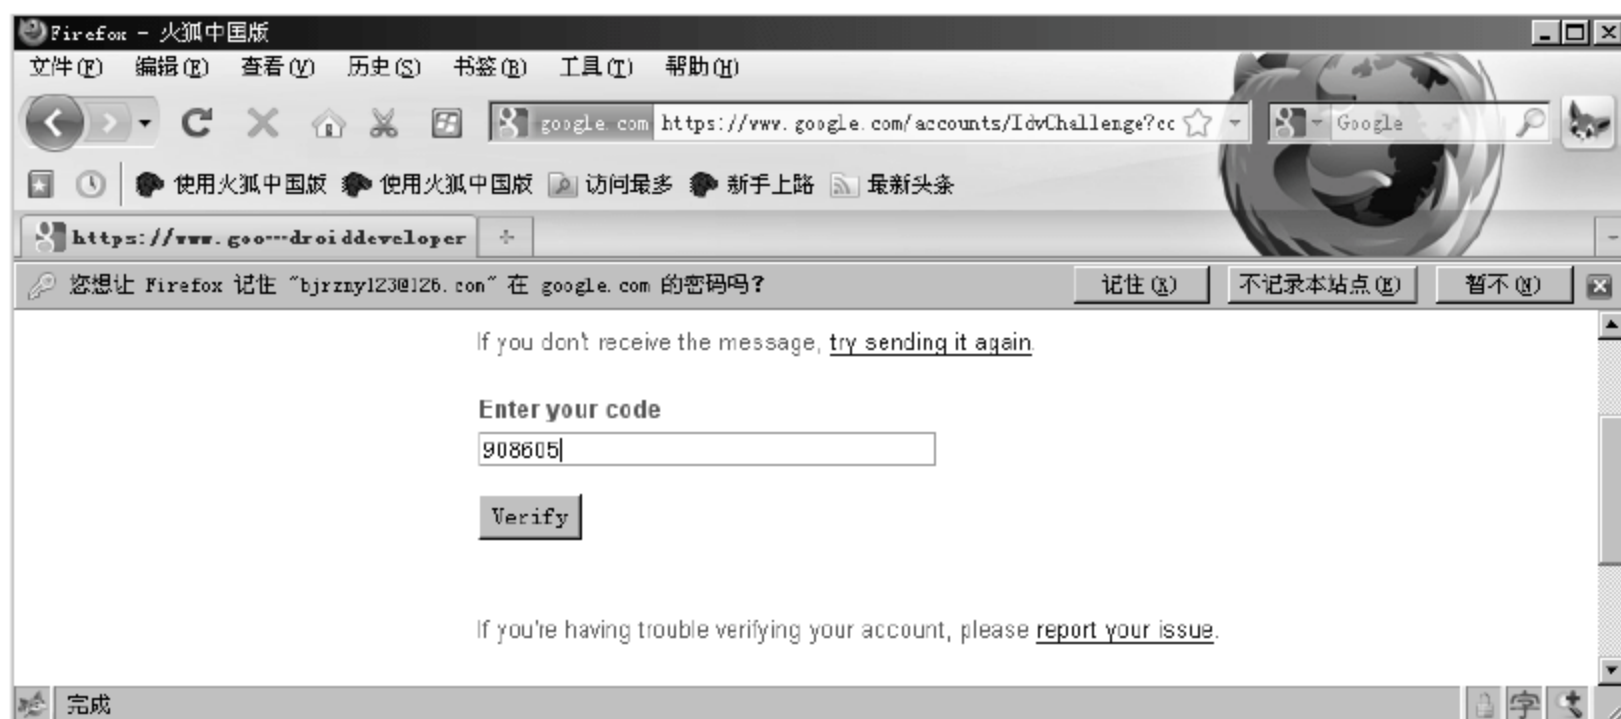 Firefox - 火狐中国版
文件(F) 编辑(E) 查看(V) 历史(S) 书签(B) 工具(T) 帮助(H)
google.com https://www.google.com/accounts/IdvChallenge?cc Google
使用火狐中国版 使用火狐中国版 访问最多 新手上路 最新头条
https://www.goo...droiddeveloper
您想让 Firefox 记住 "bjrzny123@126.com" 在 google.com 的密码吗? 记住(R) 不记录本站点(E) 暂不(N)
If you don't receive the message, try sending it again.
Enter your code
908605
Verify
If you're having trouble verifying your account, please report your issue.
完成 字